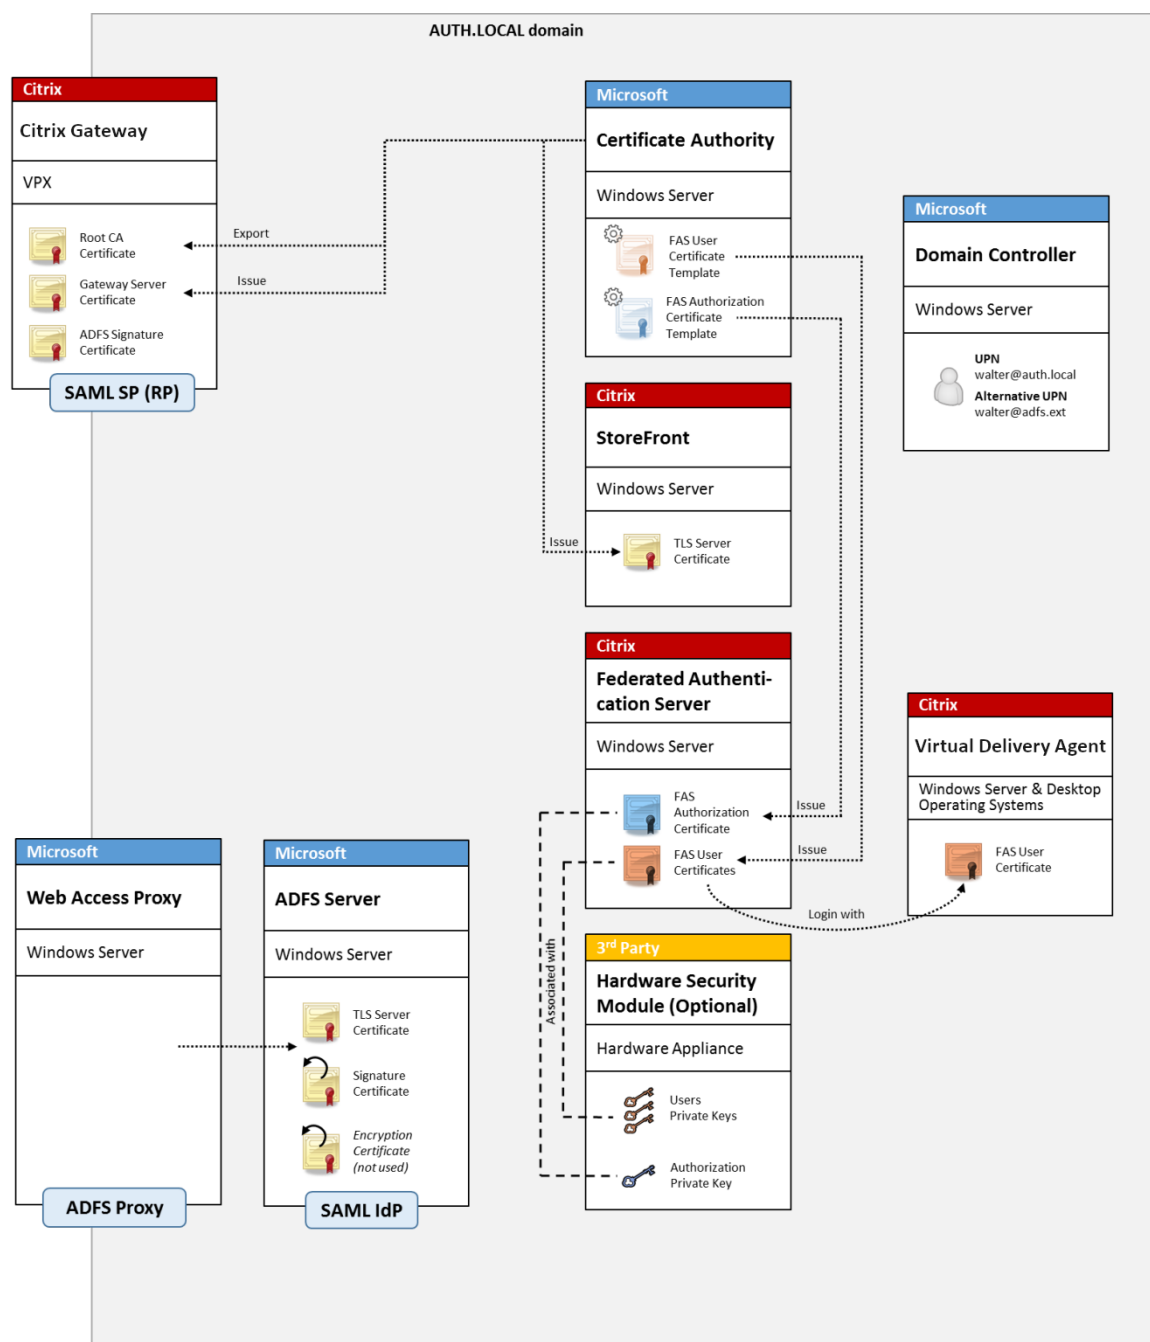 AUTH.LOCAL domain
Citrix
Citrix Gateway
VPX
Root CA
Certificate
Gateway Server
Certificate
ADFS Signature
Certificate
SAML SP (RP)
Export
Issue
Microsoft
Certificate Authority
Windows Server
FAS User
Certificate
Template
FAS Authorization
Certificate
Template
Microsoft
Domain Controller
Windows Server
UPN
walter@auth.local
Alternative UPN
walter@adfs.ext
Citrix
StoreFront
Windows Server
Issue
TLS Server
Certificate
Citrix
Federated Authenti-
cation Server
Windows Server
FAS
Authorization
Certificate
FAS User
Certificates
Issue
Issue
Login with
Citrix
Virtual Delivery Agent
Windows Server & Desktop
Operating Systems
FAS User
Certificate
Microsoft
Web Access Proxy
Windows Server
ADFS Proxy
Microsoft
ADFS Server
Windows Server
TLS Server
Certificate
Signature
Certificate
Encryption
Certificate
(not used)
SAML IdP
Associated with
3rd Party
Hardware Security
Module (Optional)
Hardware Appliance
Users
Private Keys
Authorization
Private Key